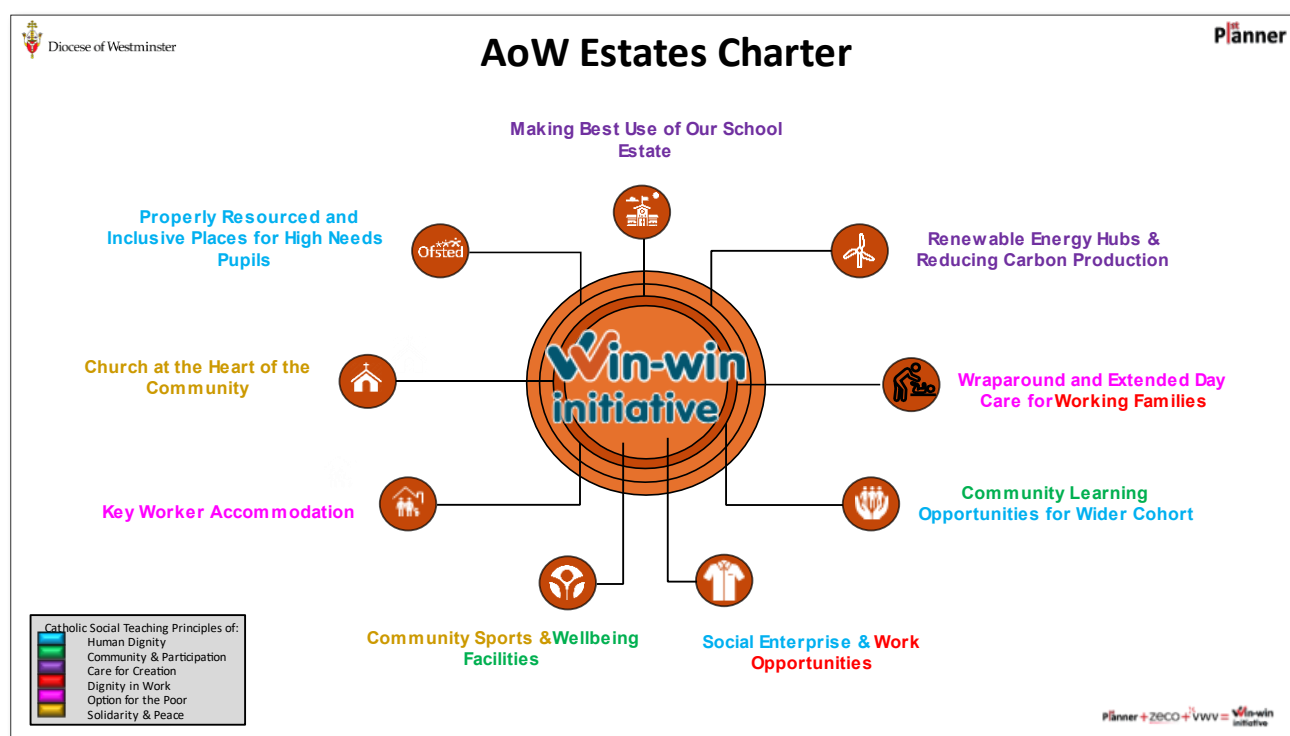 Diocese of Westminster
AoW Estates Charter
1st Planner
Making Best Use of Our School
Estate
Properly Resourced and
Inclusive Places for High Needs
Pupils
Ofsted
Renewable Energy Hubs &
Reducing Carbon Production
Win-win
initiative
Church at the Heart of the
Community
Wraparound and Extended Day
Care forWorking Families
Key Worker Accommodation
Community Learning
Opportunities for Wider Cohort
Community Sports &Wellbeing
Facilities
Social Enterprise & Work
Opportunities
Catholic Social Teaching Principles of:
Human Dignity
Community & Participation
Care for Creation
Dignity in Work
Option for the Poor
Solidarity & Peace
Planner + zeco + vwv = Win-win
initiative